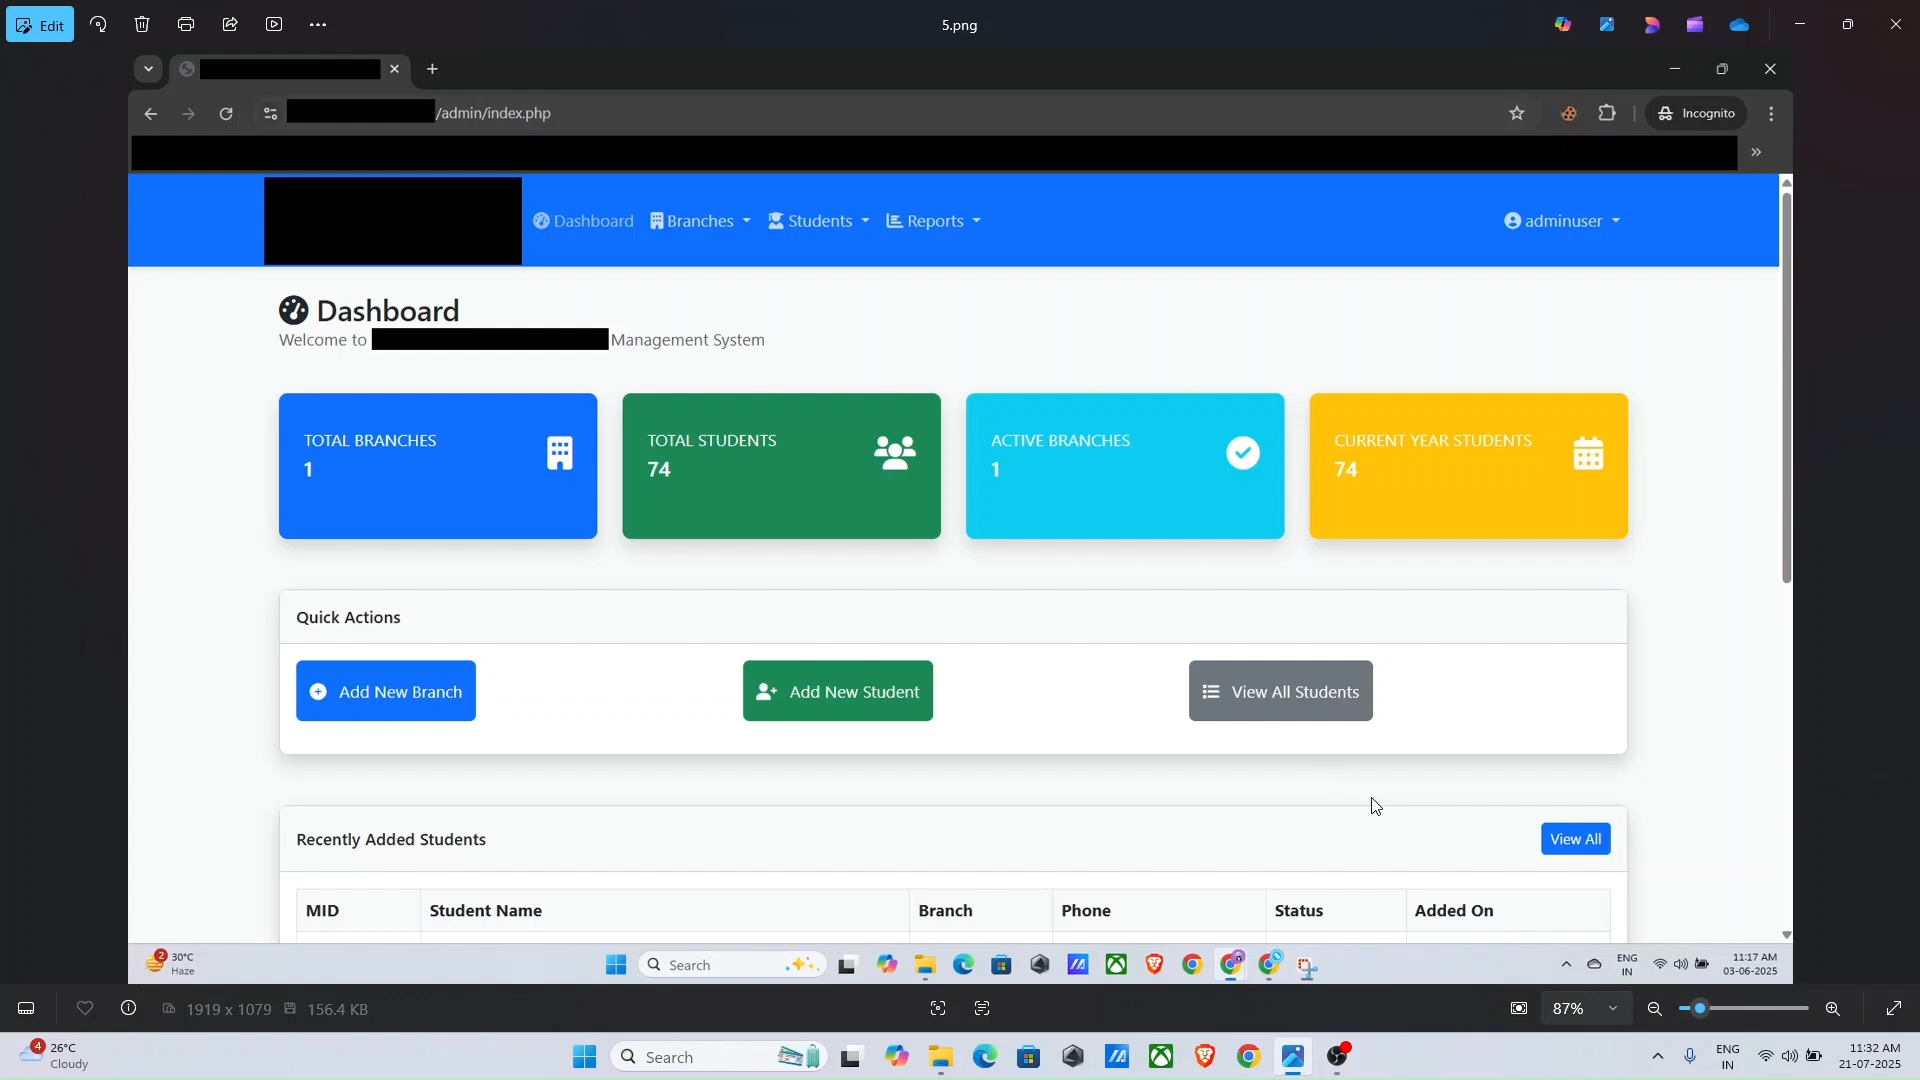 Edit
5.png
/admin/index.php
Incognito
Dashboard
Branches
Students
Reports
adminuser
Dashboard
Welcome to
Management System
TOTAL BRANCHES
1
TOTAL STUDENTS
74
ACTIVE BRANCHES
1
CURRENT YEAR STUDENTS
74
Quick Actions
Add New Branch
Add New Student
View All Students
Recently Added Students
View All
MID
Student Name
Branch
Phone
Status
Added On
2
30°C
Haze
Search
ENG
IN
11:17 AM
03-06-2025
1919 x 1079
156.4 KB
87%
4
26°C
Cloudy
Search
ENG
IN
11:32 AM
21-07-2025